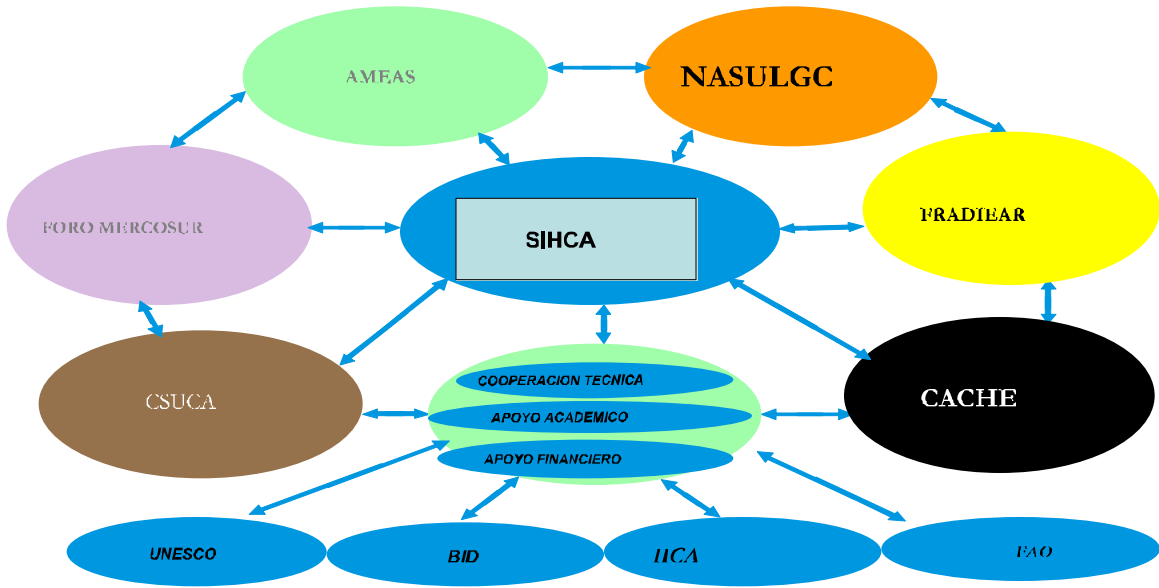 AMEAS
NASULGC
FORO MERCOSUR
SIHCA
FRADIEAR
COOPERACION TECNICA
CSUCA
APOYO ACADEMICO
CACHE
APOYO FINANCIERO
UNESCO
BID
IICA
FAO